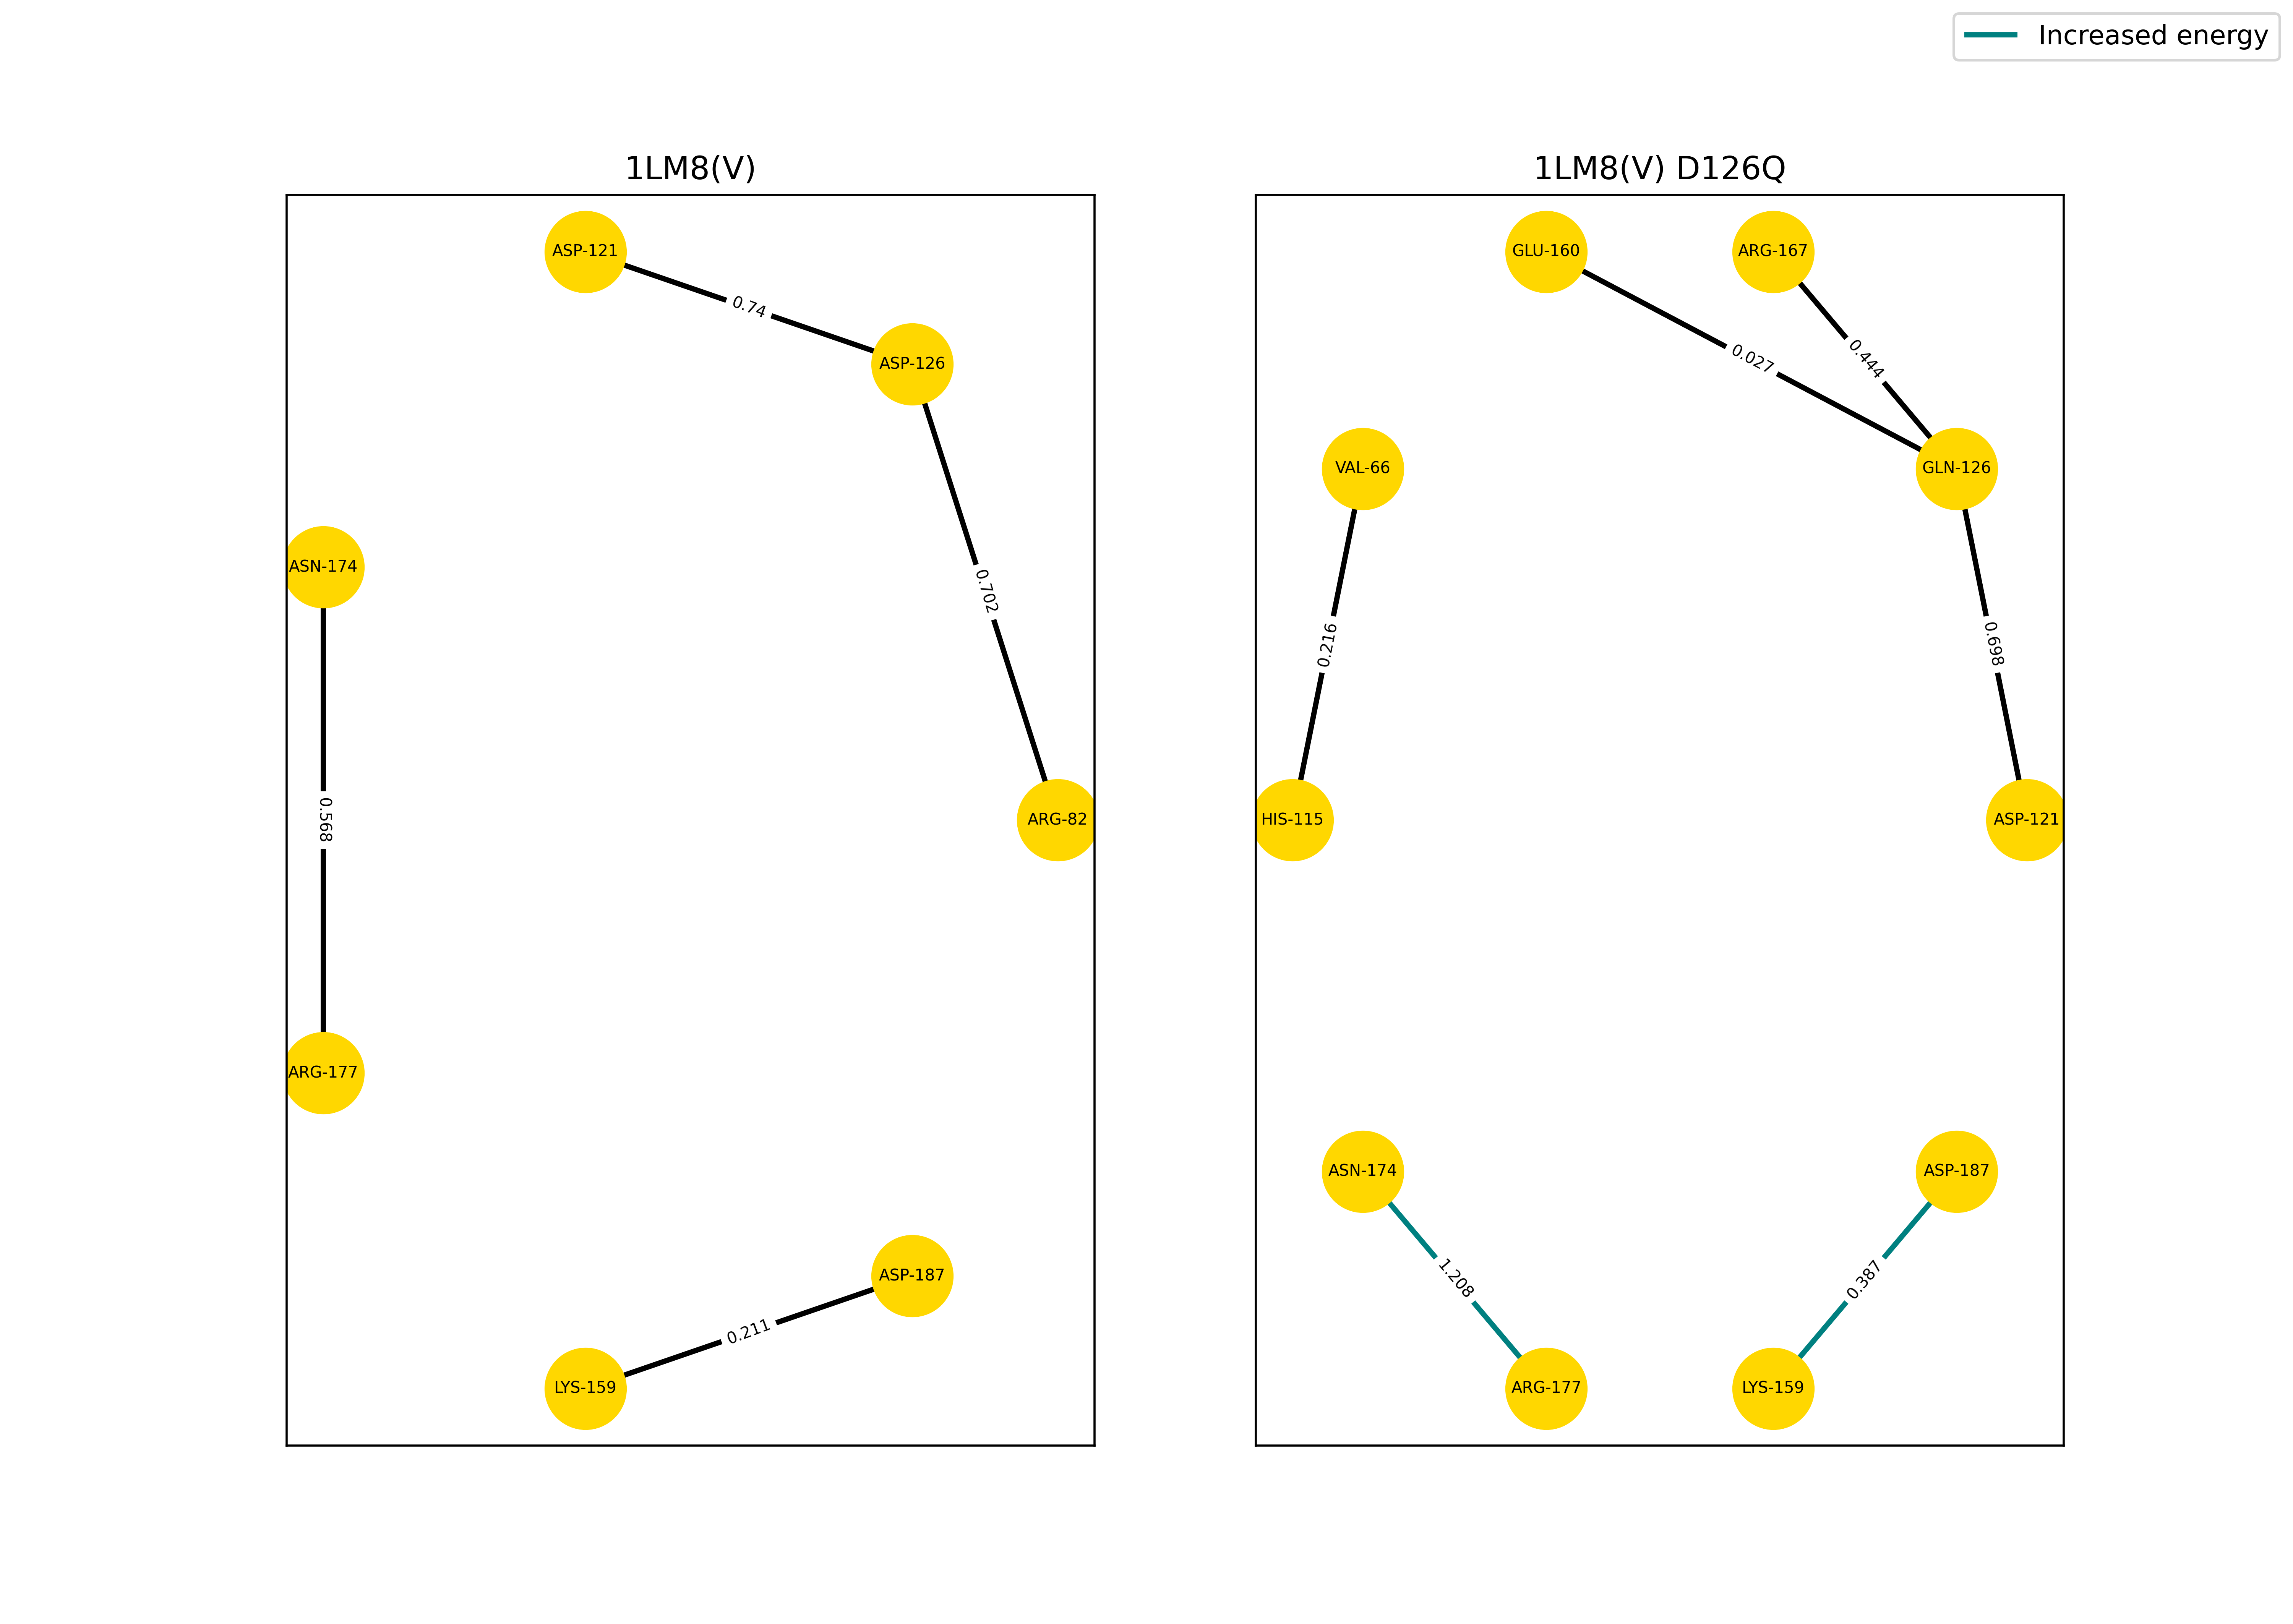 Increased energy
1LM8(V)
ASP-121
0.74
ASP-126
ASN-174
0.702
0.568
ARG-82
ARG-177
ASP-187
0.211
LYS-159
1LM8(V) D126Q
GLU-160
ARG-167
0.027
0.444
VAL-66
GLN-126
0.216
0.698
HIS-115
ASP-121
ASN-174
ASP-187
1.208
0.387
ARG-177
LYS-159